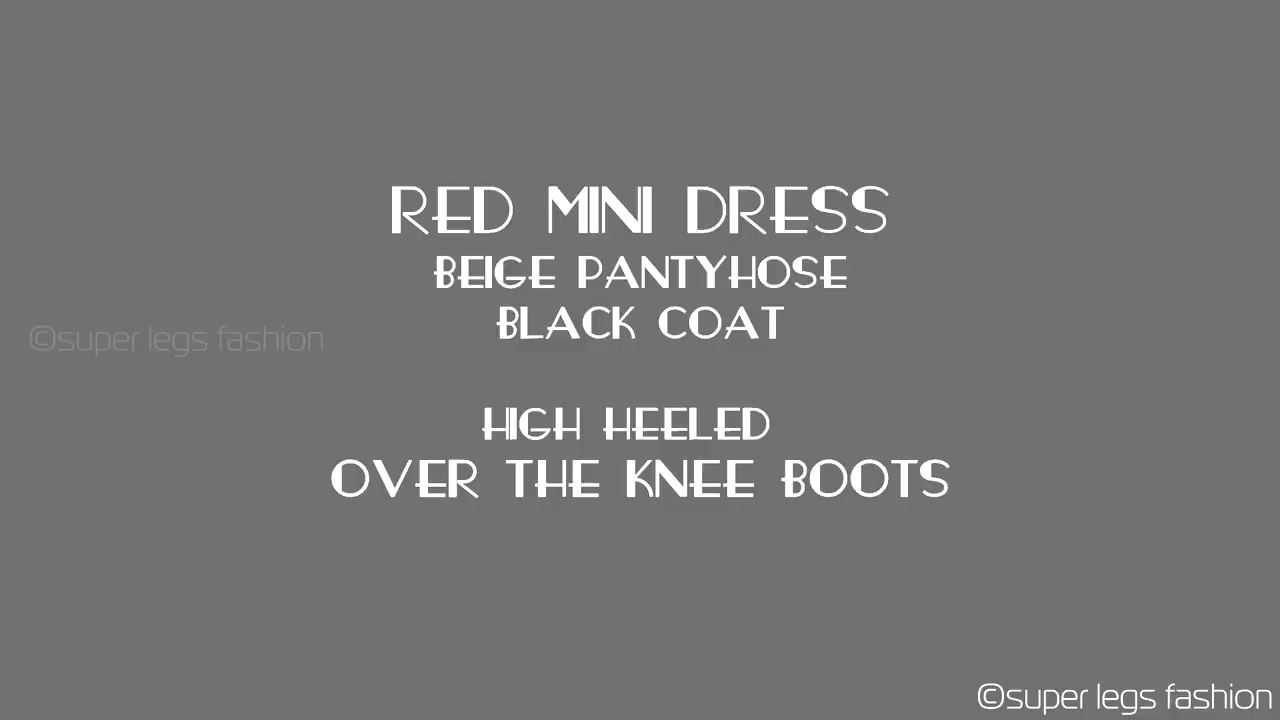 RED MINI DRESS
BEIGE PANTYHOSE
BLACK COAT
©super legs fashion
HIGH HEELED
OVER THE KNEE BOOTS
©super legs fashion